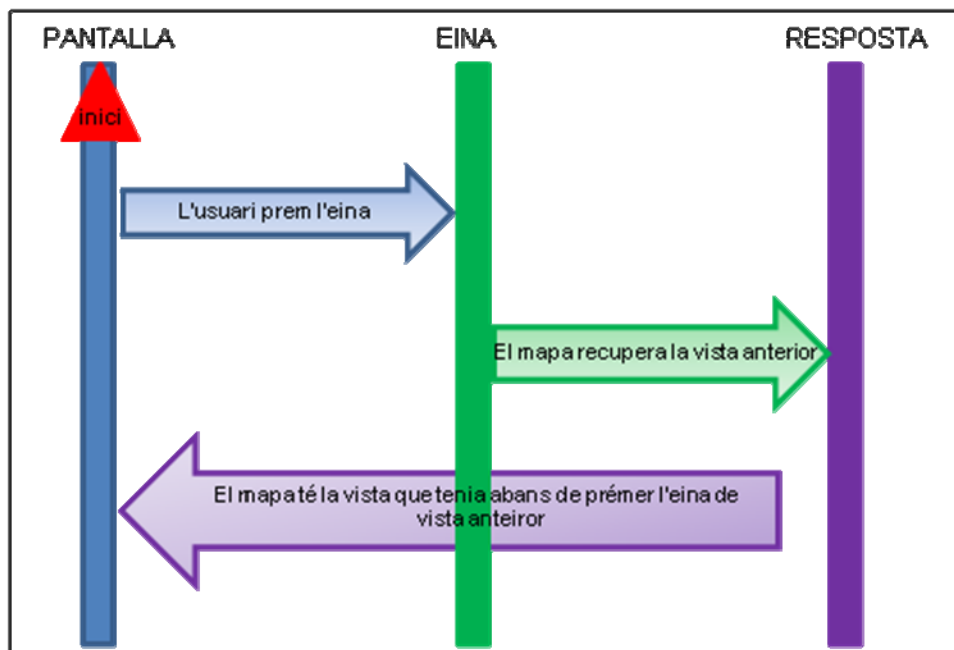 PANTALLA EINA RESPOSTA
inici
L'usuari prem l'eina
El mapa recupera la vista anterior
El mapa té la vista que tenia abans de prémer l'eina de
vista anteiror